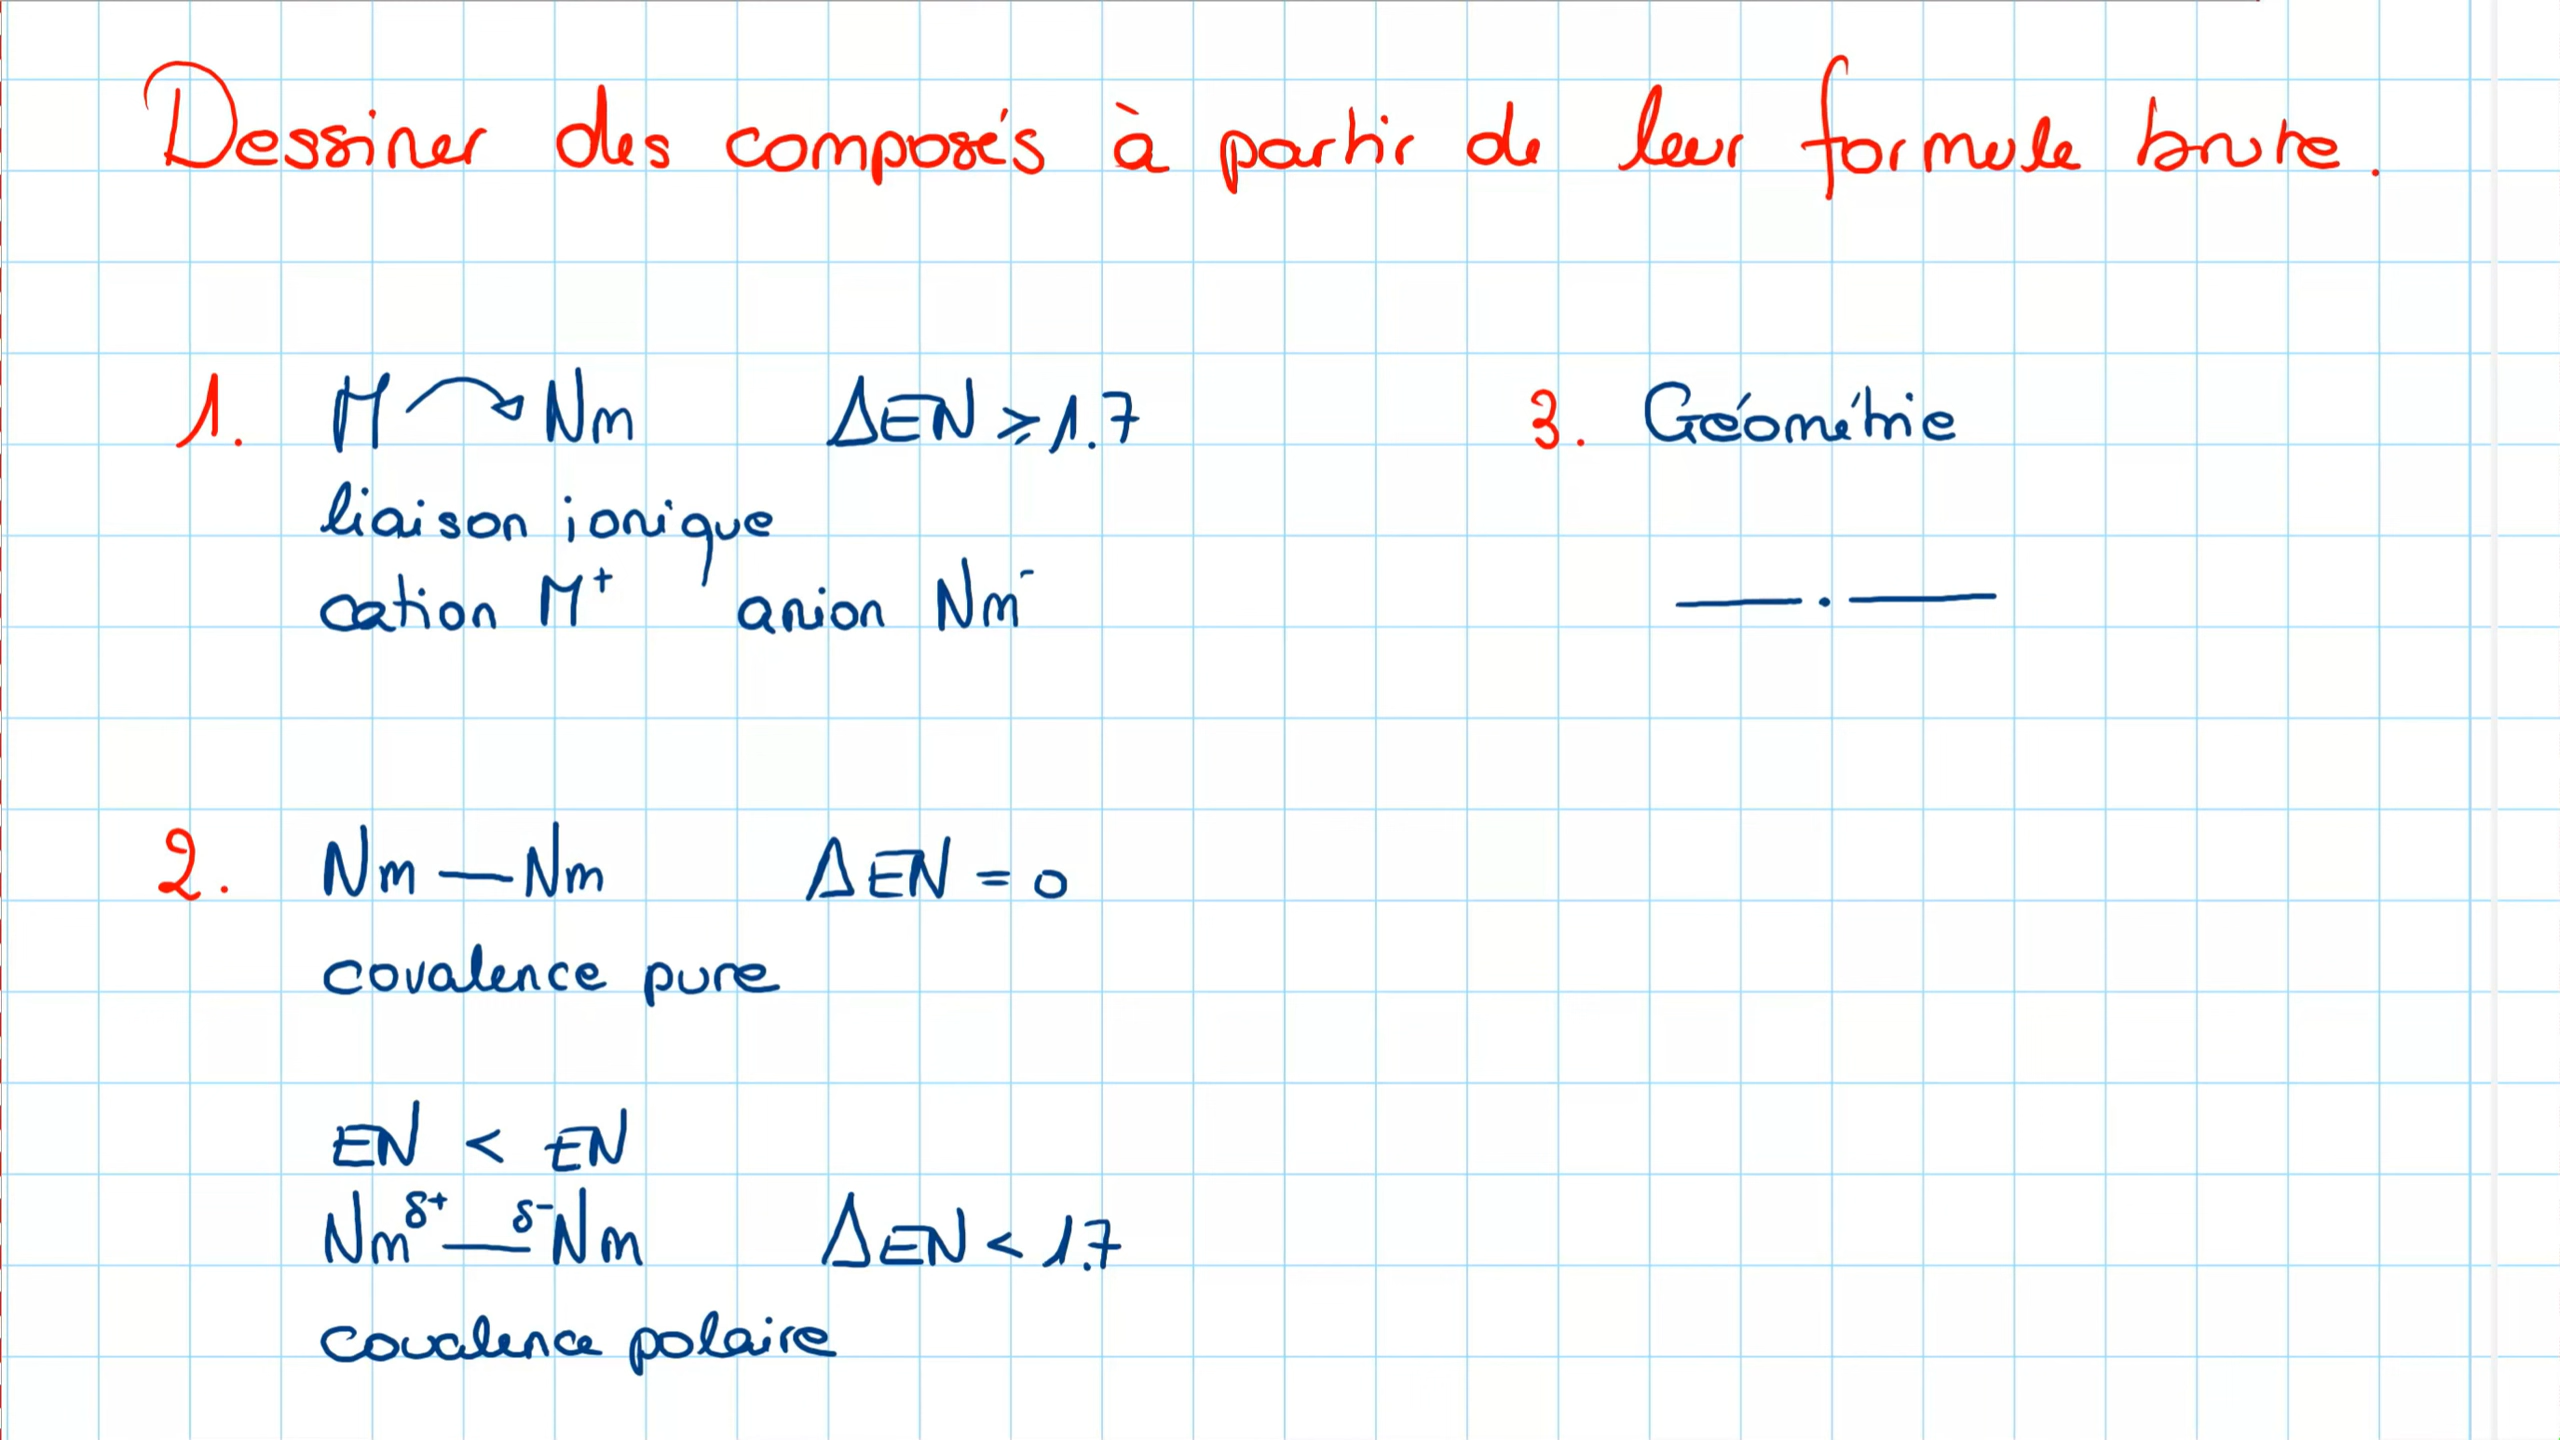 Dessiner des composés à partir de leur formule brute.
1. M Nm ΔEN ⩾ 1.7
liaison ionique
cation M⁺ anion Nm⁻
2. Nm — Nm ΔEN = 0
covalence pure
EN < EN
Nm^δ+ — ^δ-Nm ΔEN < 1.7
covalence polaire
3. Géométrie